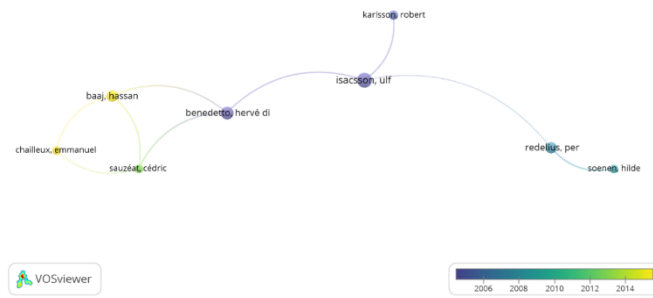 karlsson, robert
isacsson, ulf
baaj, hassan
benedetto, hervé di
chailleux, emmanuel
redelius, per
sauzéat, cédric
soenen, hilde
VOSviewer
2006 2008 2010 2012 2014